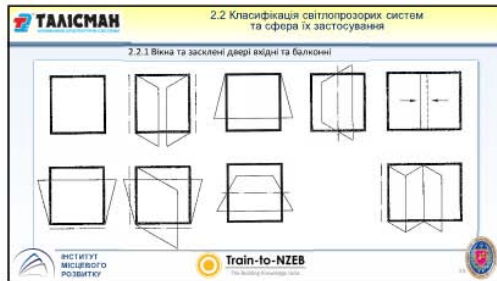 ТАЛІСМАН
2.2 Класифікація світлопрозорих систем
та сфера їх застосування
2.2.1 Вікна та засклені двері вхідні та балконні
ІНСТИТУТ
МІСЦЕВОГО
РОЗВИТКУ
Train-to-NZEB